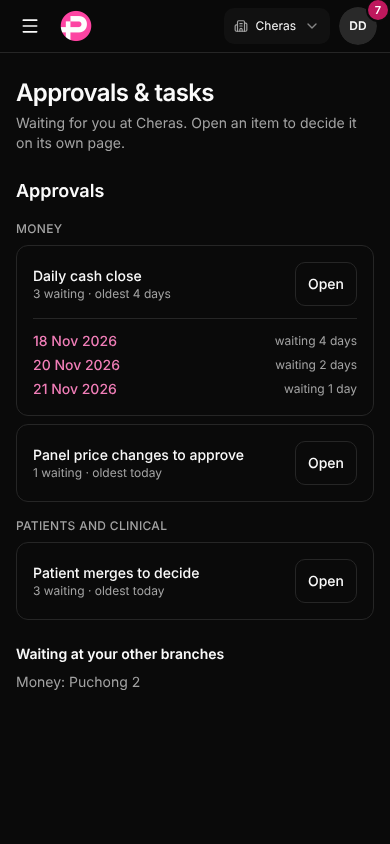 Cheras
DD
7
Approvals & tasks
Waiting for you at Cheras. Open an item to decide it
on its own page.
Approvals
MONEY
Daily cash close
3 waiting · oldest 4 days
Open
18 Nov 2026
waiting 4 days
20 Nov 2026
waiting 2 days
21 Nov 2026
waiting 1 day
Panel price changes to approve
1 waiting · oldest today
Open
PATIENTS AND CLINICAL
Patient merges to decide
3 waiting · oldest today
Open
Waiting at your other branches
Money: Puchong 2